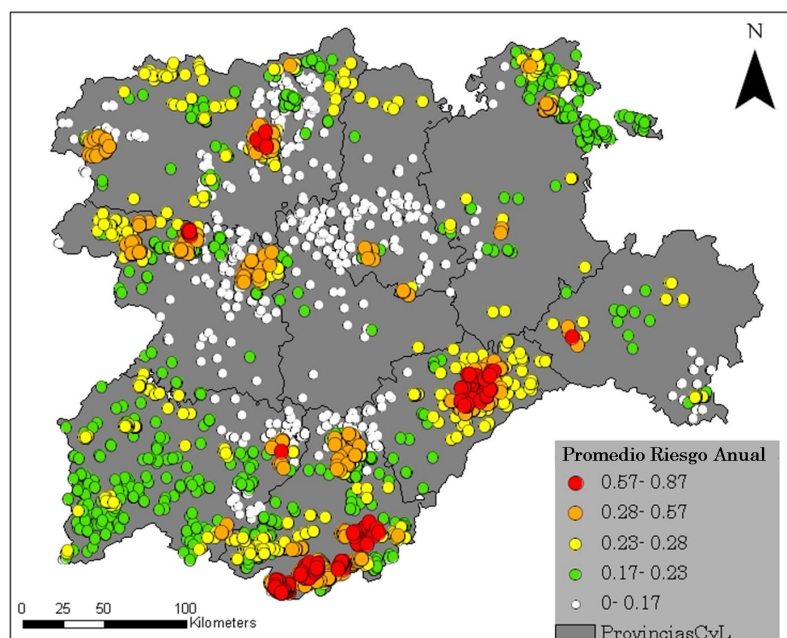 N
Promedio Riesgo Anual
0.57- 0.87
0.28- 0.57
0.23- 0.28
0.17- 0.23
0- 0.17
ProvinciasCyL
0 25 50 100
Kilometers